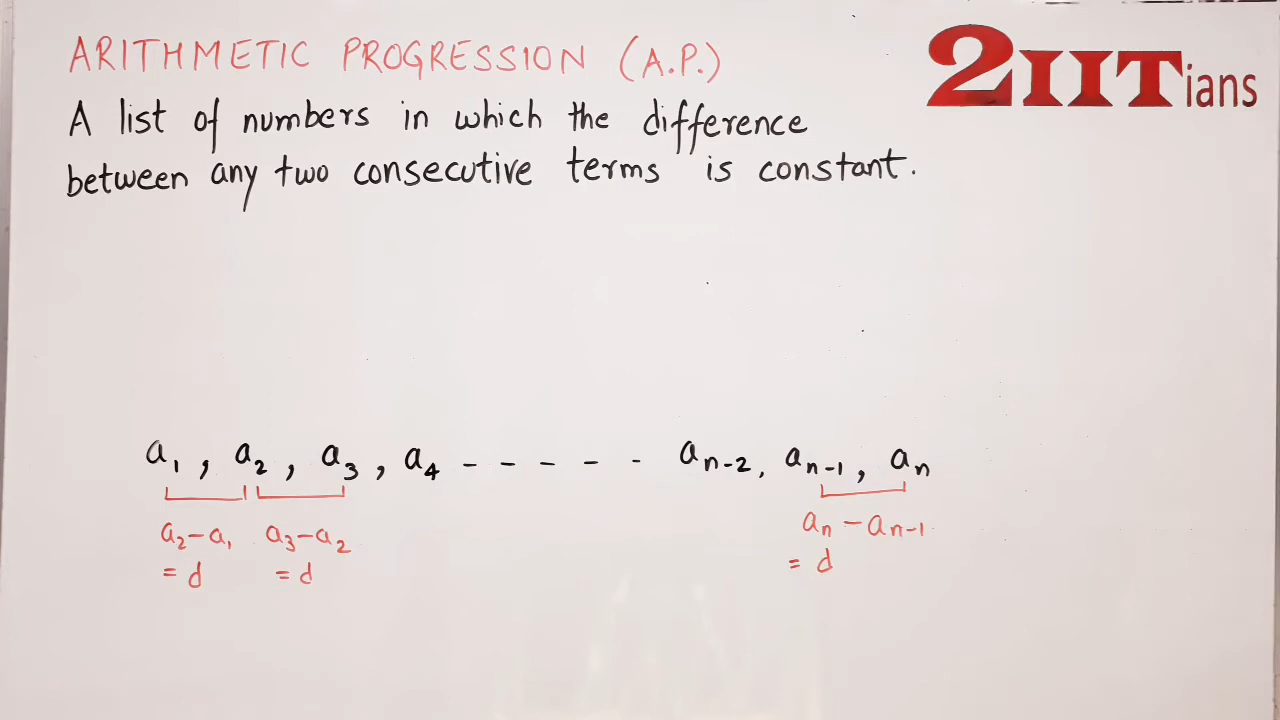 ARITHMETIC PROGRESSION (A.P.)
2IITians
A list of numbers in which the difference
between any two consecutive terms is constant.
a₁, a₂, a₃, a₄ - - - - - aₙ₋₂, aₙ₋₁, aₙ
a₂-a₁ a₃-a₂ aₙ-aₙ₋₁
= d = d = d